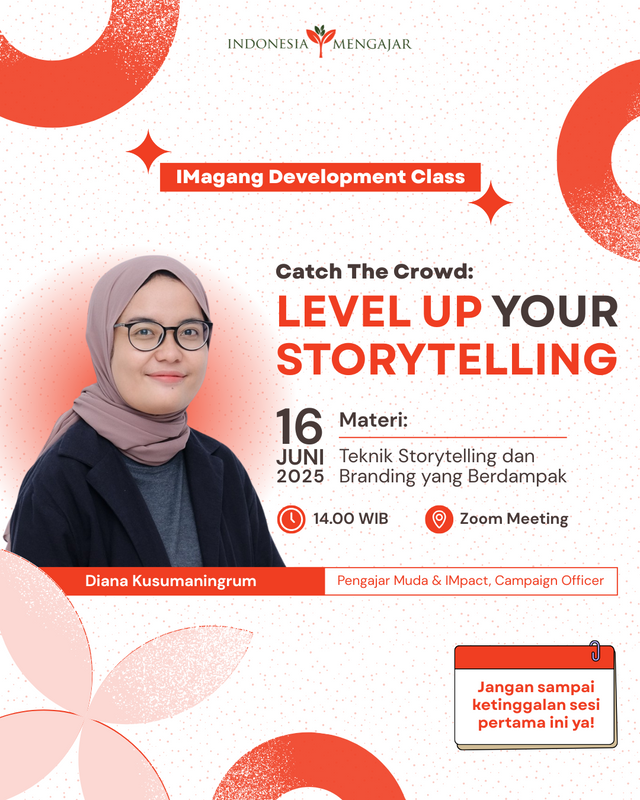 INDONESIA MENGAJAR
IMagang Development Class
Catch The Crowd:
LEVEL UP YOUR
STORYTELLING
16
JUNI
2025
Materi:
Teknik Storytelling dan
Branding yang Berdampak
14.00 WIB
Zoom Meeting
Diana Kusumaningrum
Pengajar Muda & IMpact, Campaign Officer
Jangan sampai
ketinggalan sesi
pertama ini ya!